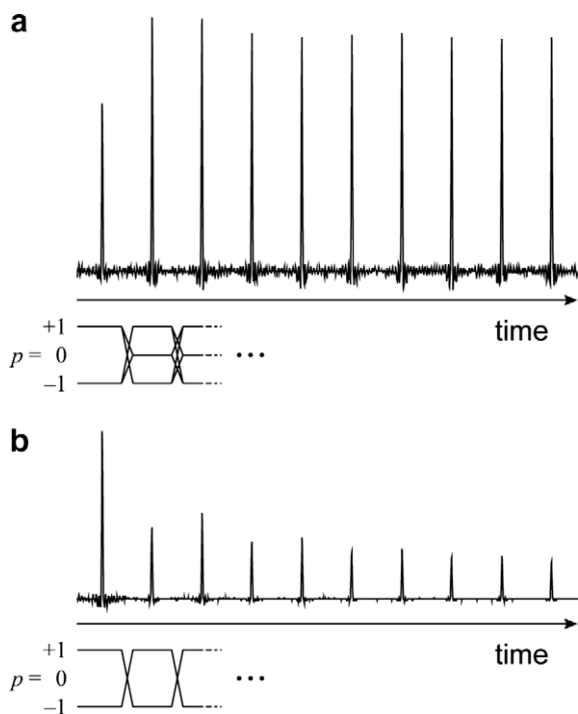 a
time
+1
p = 0
–1
b
time
+1
p = 0
–1